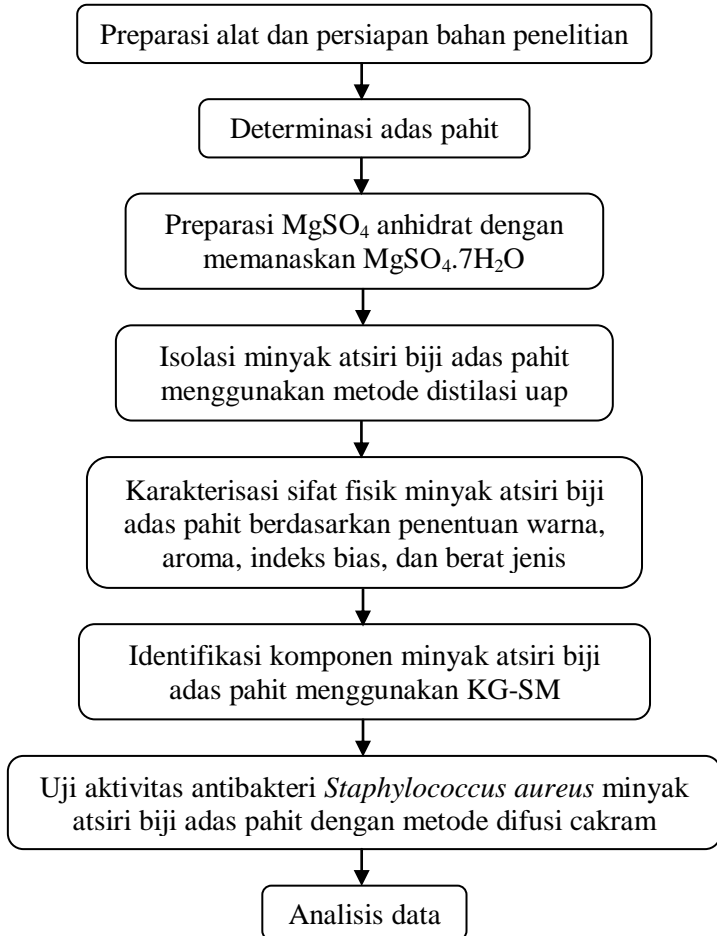 Preparasi alat dan persiapan bahan penelitian
Determinasi adas pahit
Preparasi MgSO₄ anhidrat dengan
memanaskan MgSO₄.7H₂O
Isolasi minyak atsiri biji adas pahit
menggunakan metode distilasi uap
Karakterisasi sifat fisik minyak atsiri biji
adas pahit berdasarkan penentuan warna,
aroma, indeks bias, dan berat jenis
Identifikasi komponen minyak atsiri biji
adas pahit menggunakan KG-SM
Uji aktivitas antibakteri Staphylococcus aureus minyak
atsiri biji adas pahit dengan metode difusi cakram
Analisis data